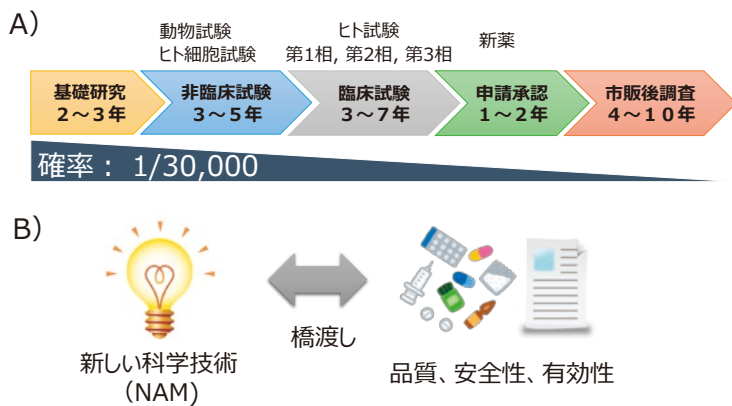 A)
動物試験
ヒト細胞試験
ヒト試験
第1相, 第2相, 第3相
新薬
基礎研究
２～３年
非臨床試験
３～５年
臨床試験
３～７年
申請承認
１～２年
市販後調査
４～１０年
確率： 1/30,000
B)
橋渡し
新しい科学技術
(NAM)
品質、安全性、有効性